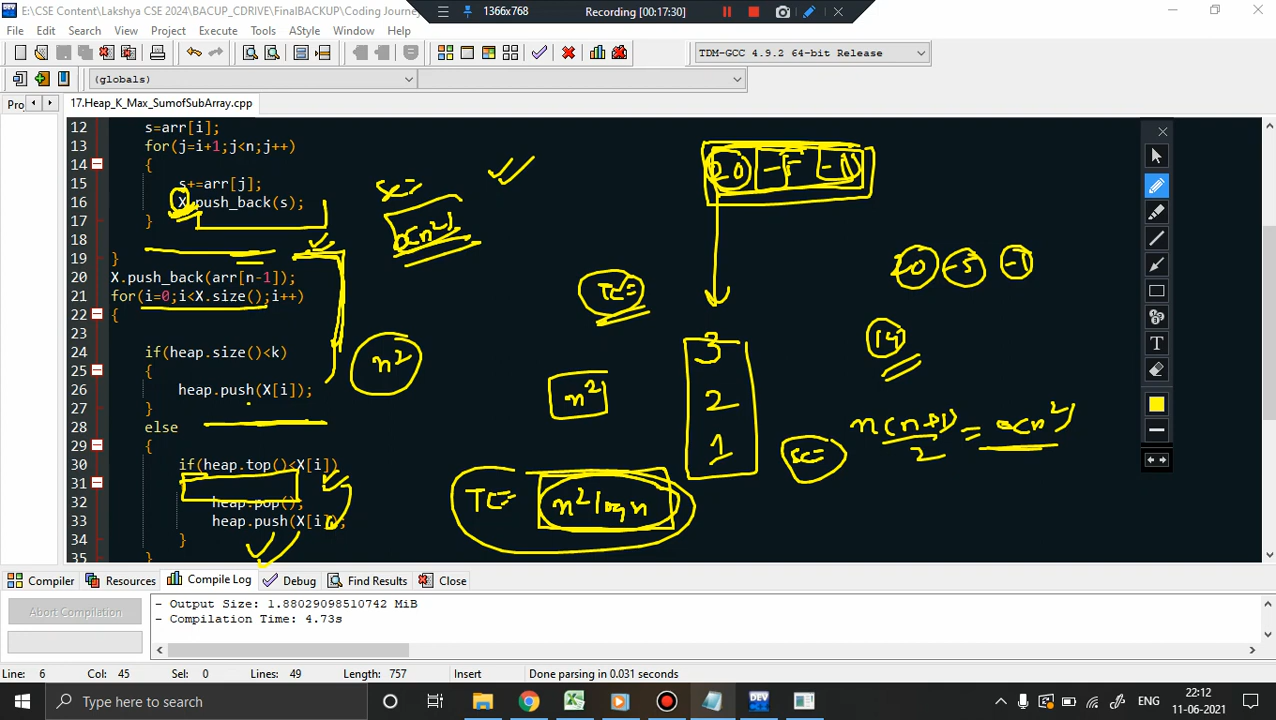 E:\CSE Content\Lakshya CSE 2024\BACUP_CDRIVE\FinalBACKUP\Coding Journey
1366x768
Recording [00:17:30]
File Edit Search View Project Execute Tools AStyle Window Help
TDM-GCC 4.9.2 64-bit Release
(globals)
Pro
17.Heap_K_Max_SumofSubArray.cpp
12 s=arr[i];
13 for(j=i+1;j<n;j++)
14 {
15 s+=arr[j];
16 X.push_back(s);
17 }
18
19 }
20 X.push_back(arr[n-1]);
21 for(i=0;i<X.size();i++)
22 {
23
24 if(heap.size()<k)
25 {
26 heap.push(X[i]);
27 }
28 else
29 {
30 if(heap.top()<X[i])
31
32 heap.pop();
33 heap.push(X[i]);
34 }
35 }
20 -5 -1
SC=
O(n²)
20 -5 -1
TC=
14
n²
n²
3
2
1
SC=
n(n+1)
2
= O(n²)
TC= n² log n
Compiler Resources Compile Log Debug Find Results Close
Abort Compilation
- Output Size: 1.88029098510742 MiB
- Compilation Time: 4.73s
Line: 6 Col: 45 Sel: 0 Lines: 49 Length: 757 Insert Done parsing in 0.031 seconds
Type here to search
DEV
ENG
22:12
11-06-2021